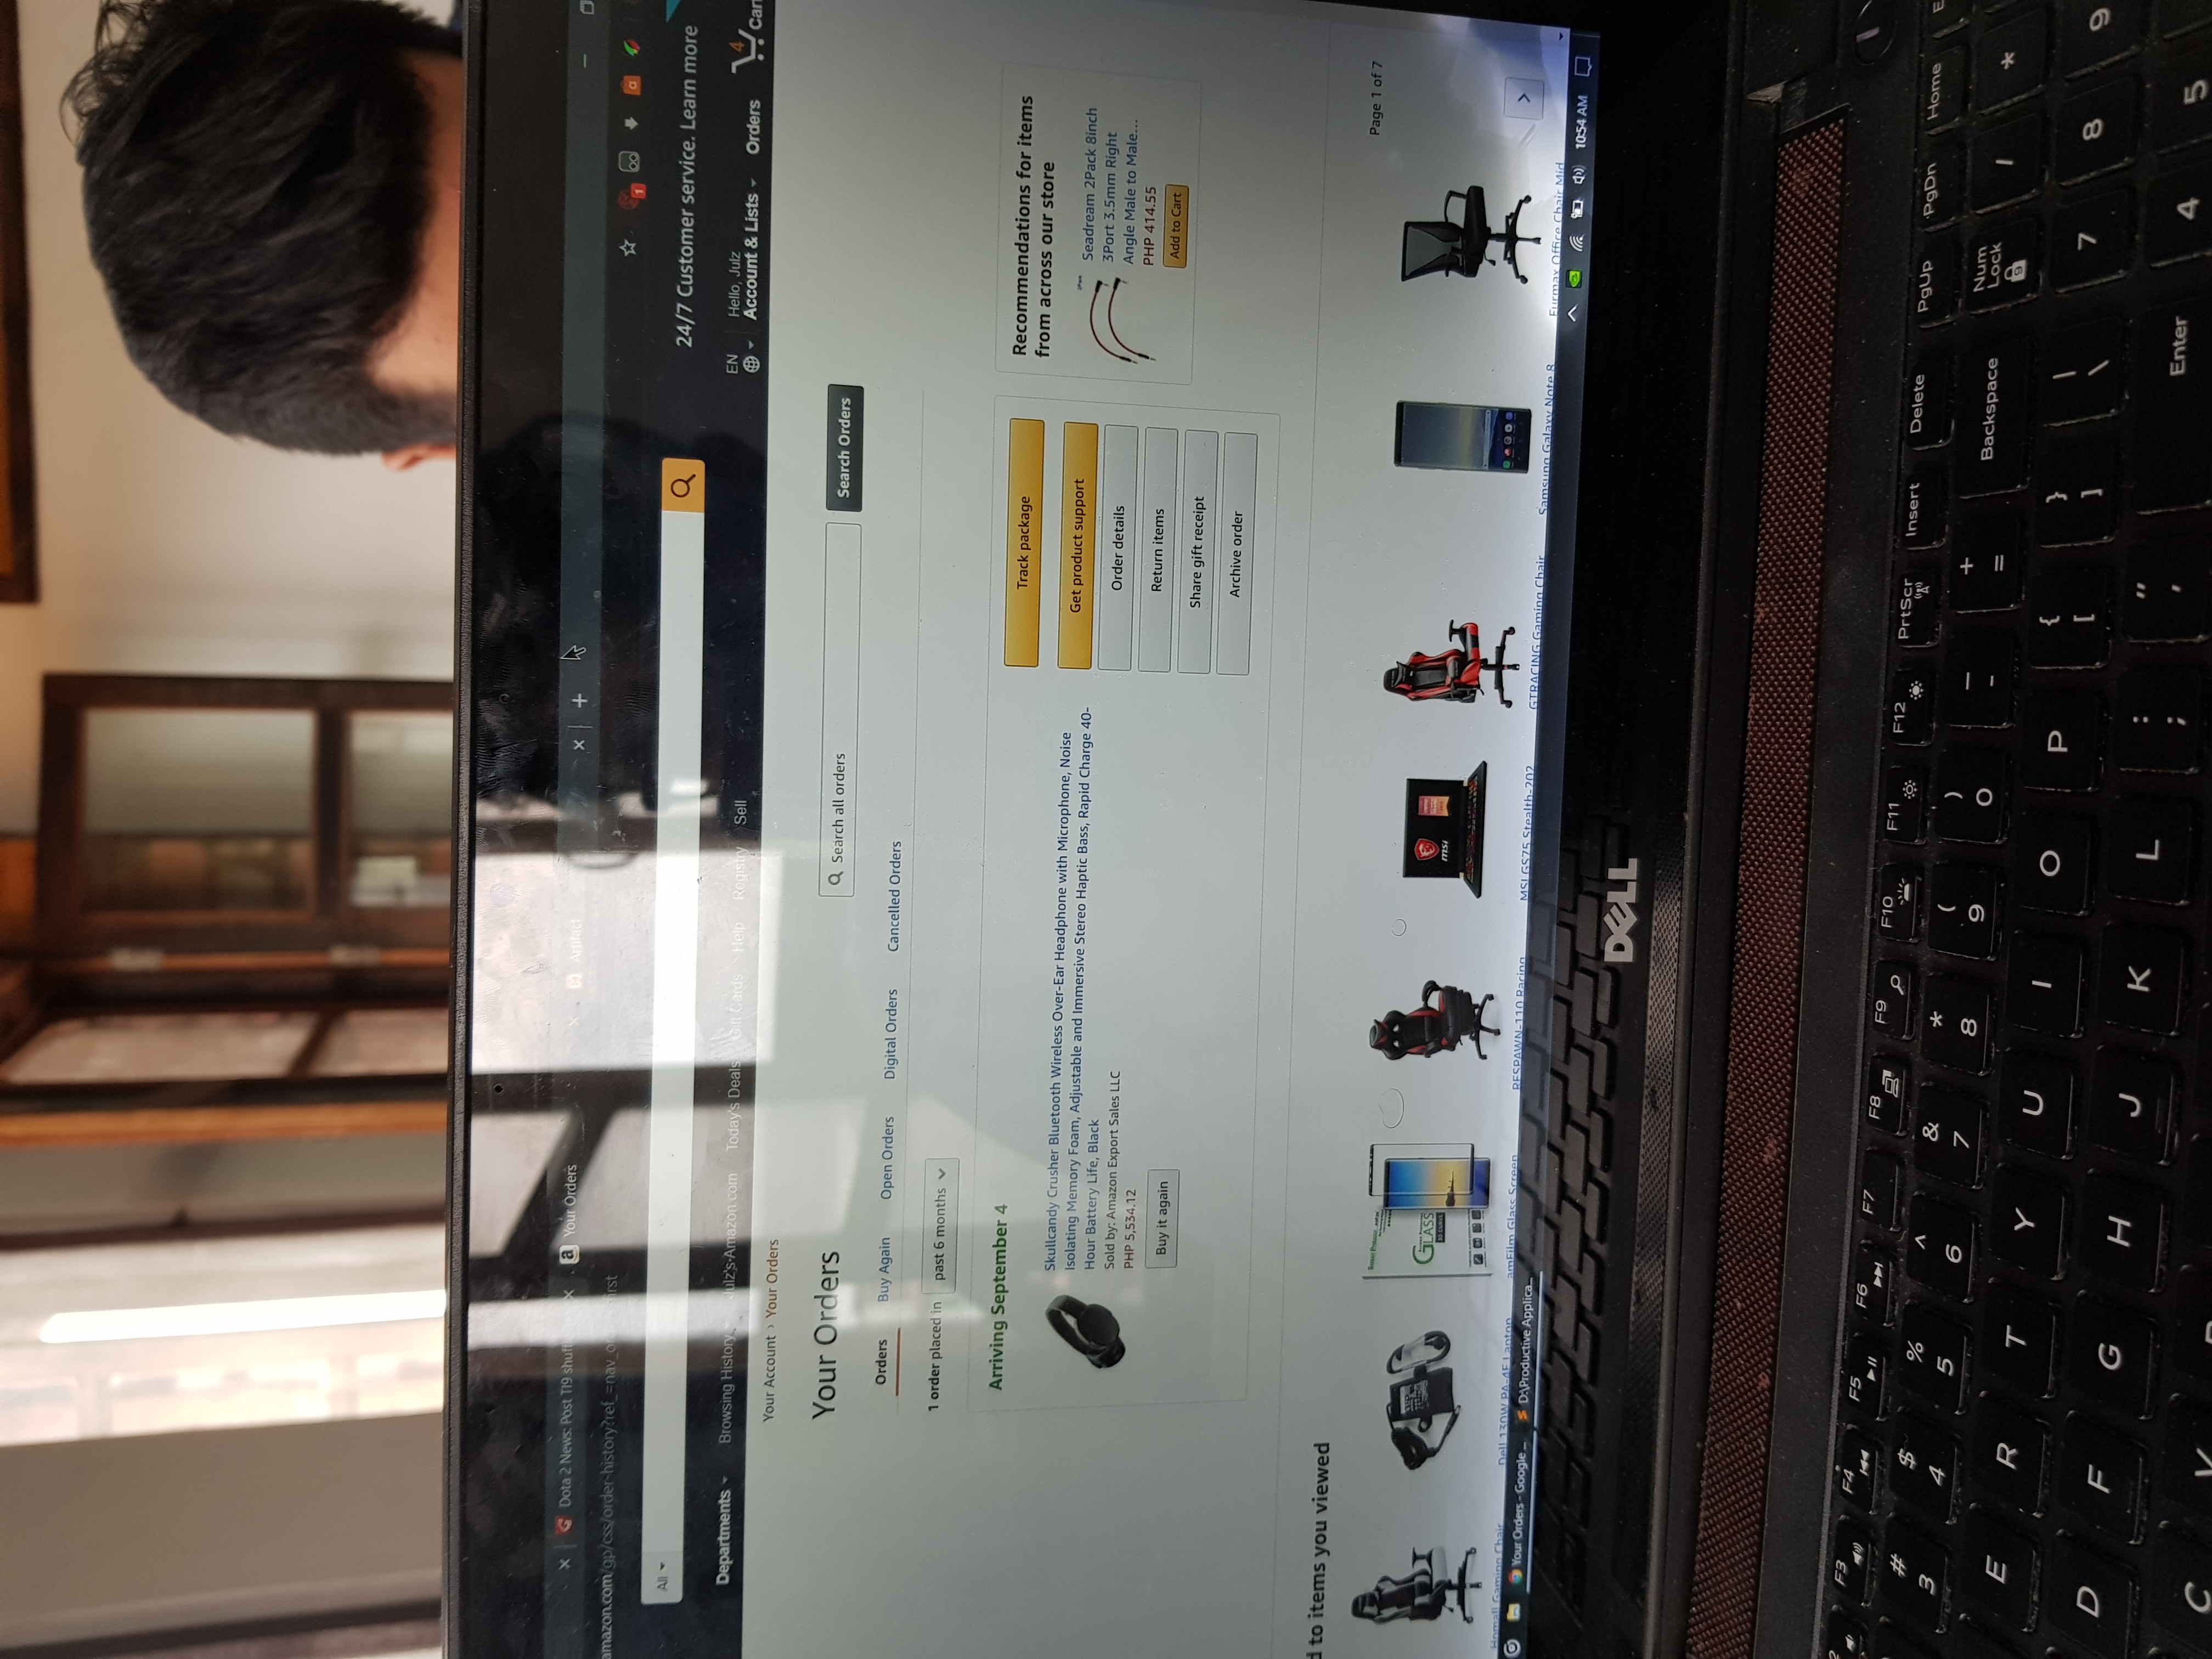 Dota 2 News: Post TI9 shuffl
Your Orders
Artifact
amazon.com/gp/css/order-history?ref_=nav_
All
24/7 Customer service. Learn more
Departments
Browsing History
Julz's Amazon.com
Today's Deals
Gift Cards
Help
Registry
Sell
EN
Hello, Julz
Account & Lists
Orders
4
Car
Your Account › Your Orders
Your Orders
Search all orders
Search Orders
Orders
Buy Again
Open Orders
Digital Orders
Cancelled Orders
1 order placed in past 6 months
Arriving September 4
Skullcandy Crusher Bluetooth Wireless Over-Ear Headphone with Microphone, Noise
Isolating Memory Foam, Adjustable and Immersive Stereo Haptic Bass, Rapid Charge 40-
Hour Battery Life, Black
Sold by: Amazon Export Sales LLC
PHP 5,534.12
Buy it again
Track package
Get product support
Order details
Return items
Share gift receipt
Archive order
Recommendations for items
from across our store
Seadream 2Pack 8inch
3Port 3.5mm Right
Angle Male to Male...
PHP 414.55
Add to Cart
d to items you viewed
Page 1 of 7
GLASS
msi
Homall Gaming Chair
Dell 130W PA-4E Laptop
amFilm Glass Screen
RESPAWN-110 Racing
MSI GS75 Stealth-202
GTRACING Gaming Chair
Samsung Galaxy Note 8
Furmax Office Chair Mid
Your Orders - Google ...
D:\Productive Applica...
10:54 AM
DELL
F3
F4
F5
F6
F7
F8
F9
F10
F11
F12
PrtScr
Insert
Delete
PgUp
PgDn
Home
# 3
$ 4
% 5
^ 6
& 7
* 8
( 9
) 0
_ -
+ =
Backspace
Num Lock
/
*
E
R
T
Y
U
I
O
P
{ [
} ]
| \
7
8
9
D
F
G
H
J
K
L
: ;
" '
Enter
4
5
C
V